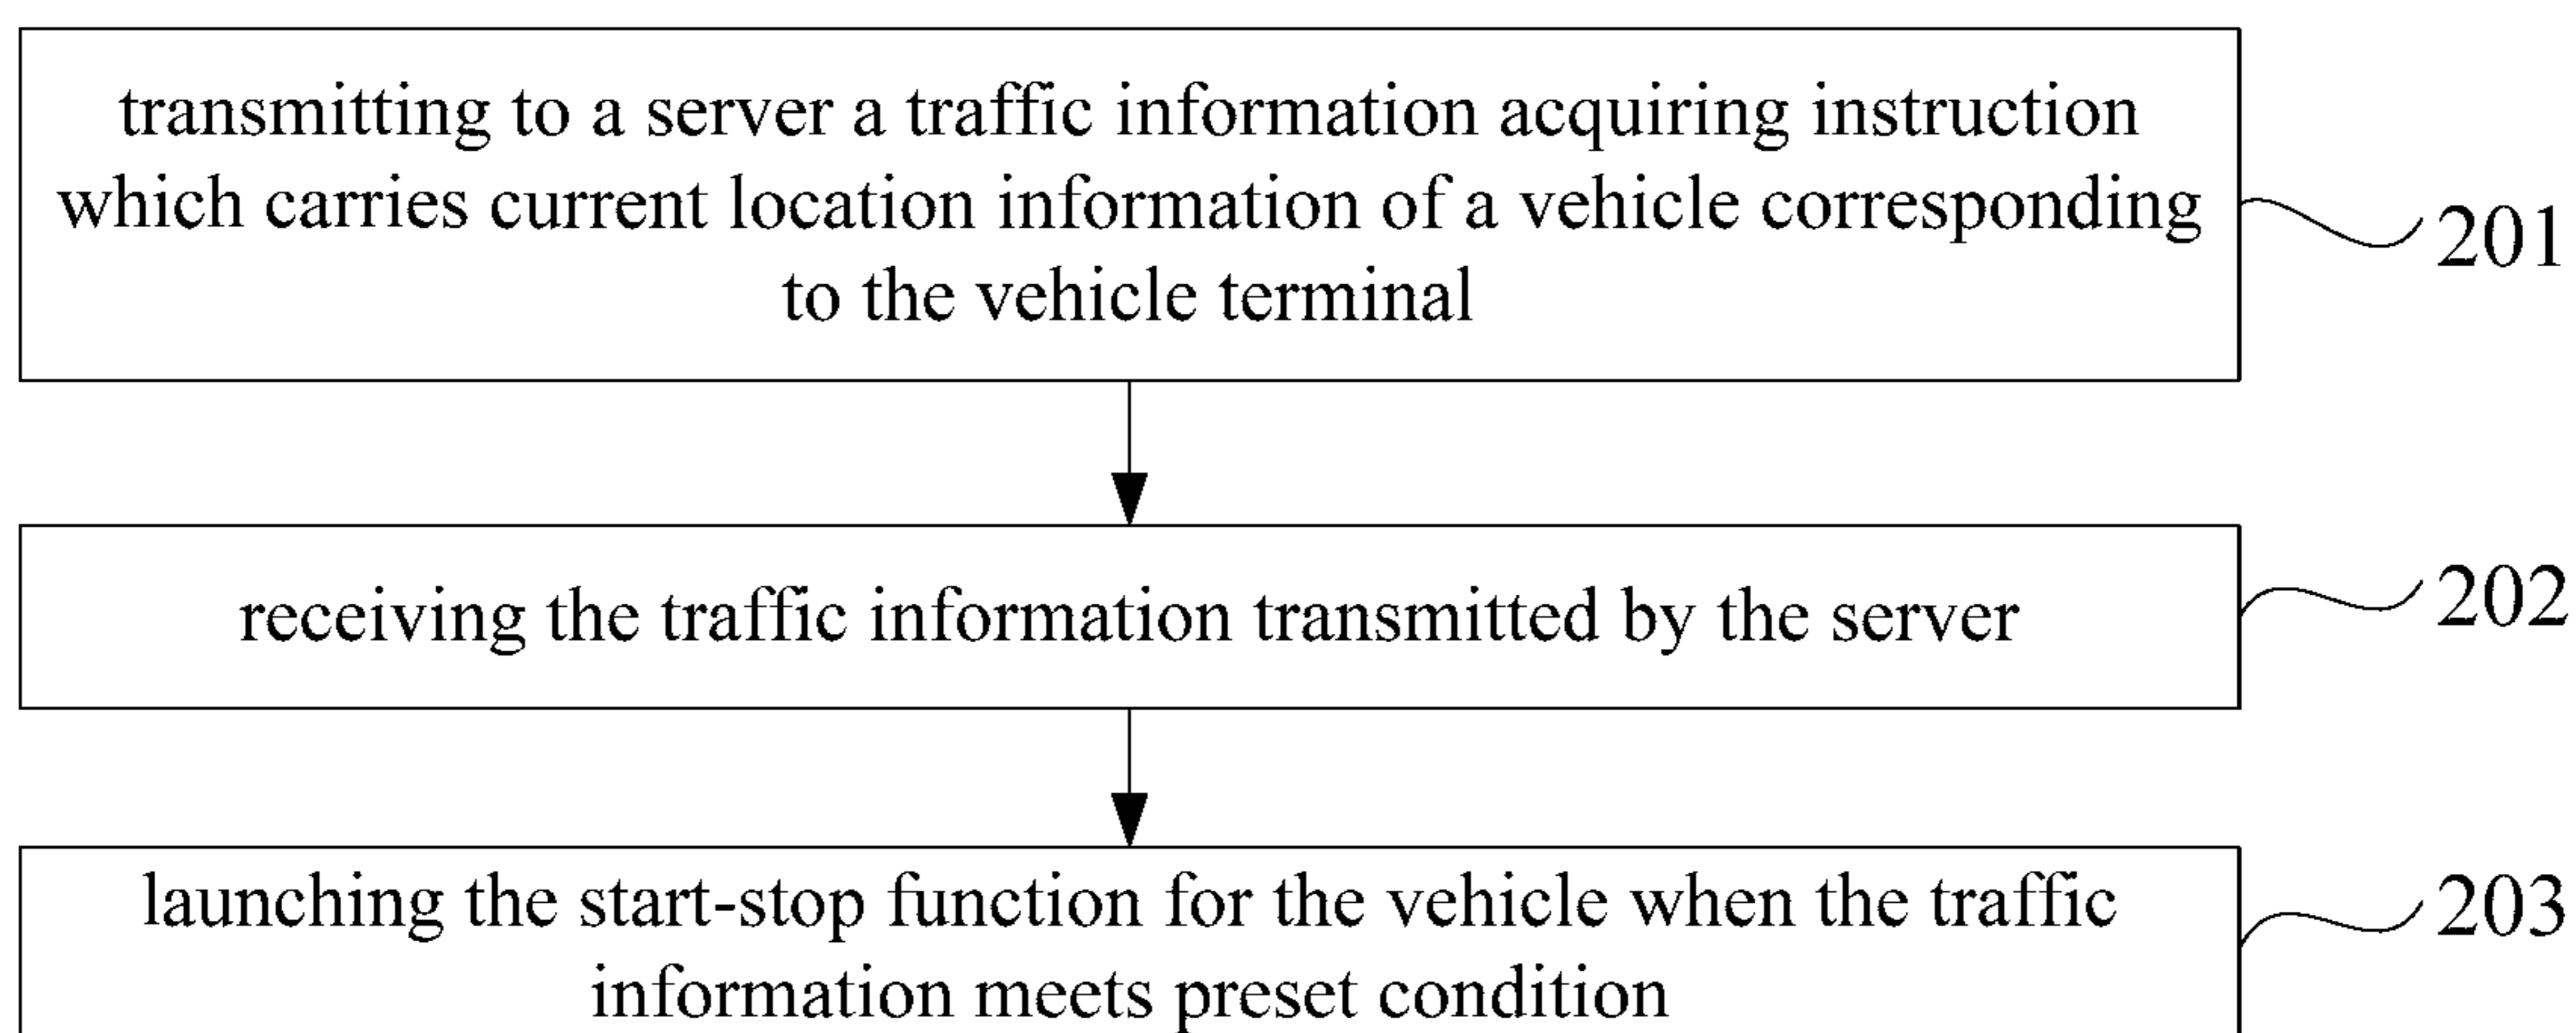 transmitting to a server a traffic information acquiring instruction
which carries current location information of a vehicle corresponding
to the vehicle terminal
201
receiving the traffic information transmitted by the server
202
launching the start-stop function for the vehicle when the traffic
information meets preset condition
203